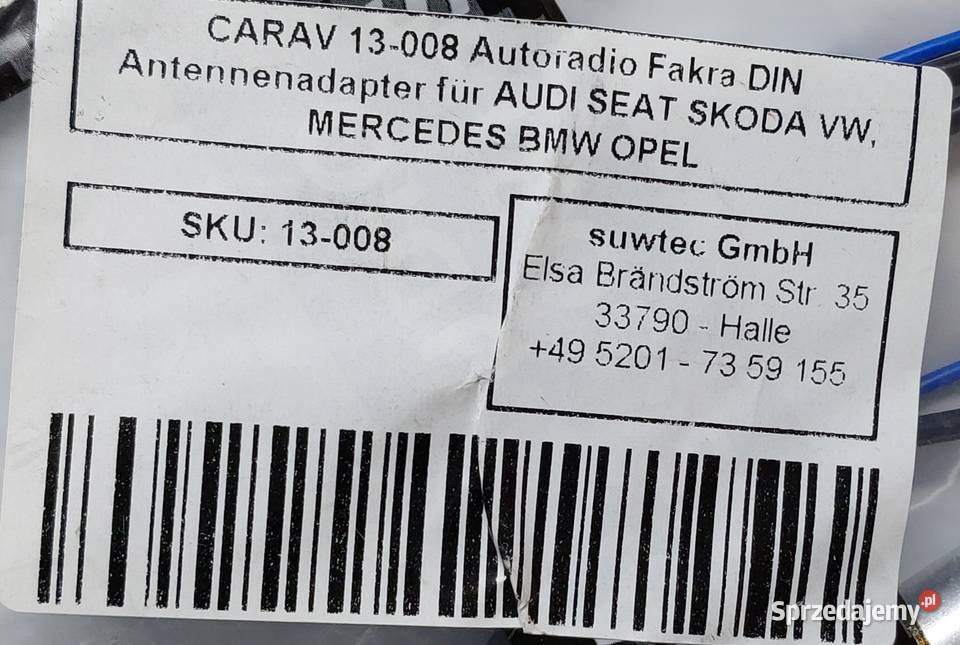 CARAV 13-008 Autoradio Fakra DIN
Antennenadapter für AUDI SEAT SKODA VW,
MERCEDES BMW OPEL
SKU: 13-008
suwtec GmbH
Elsa Brändström Str. 35
33790 - Halle
+49 5201 - 73 59 155
Sprzedajemy.pl